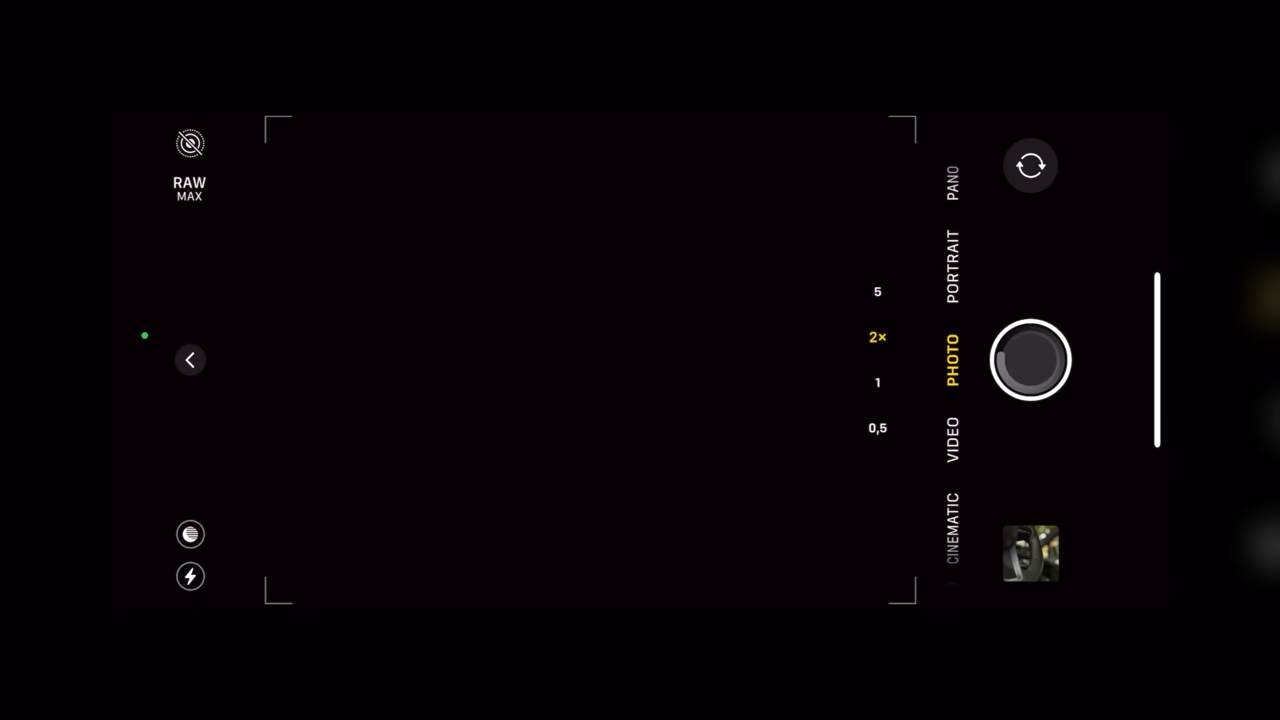 RAW
MAX
5
2×
1
0,5
PANO
PORTRAIT
PHOTO
VIDEO
CINEMATIC